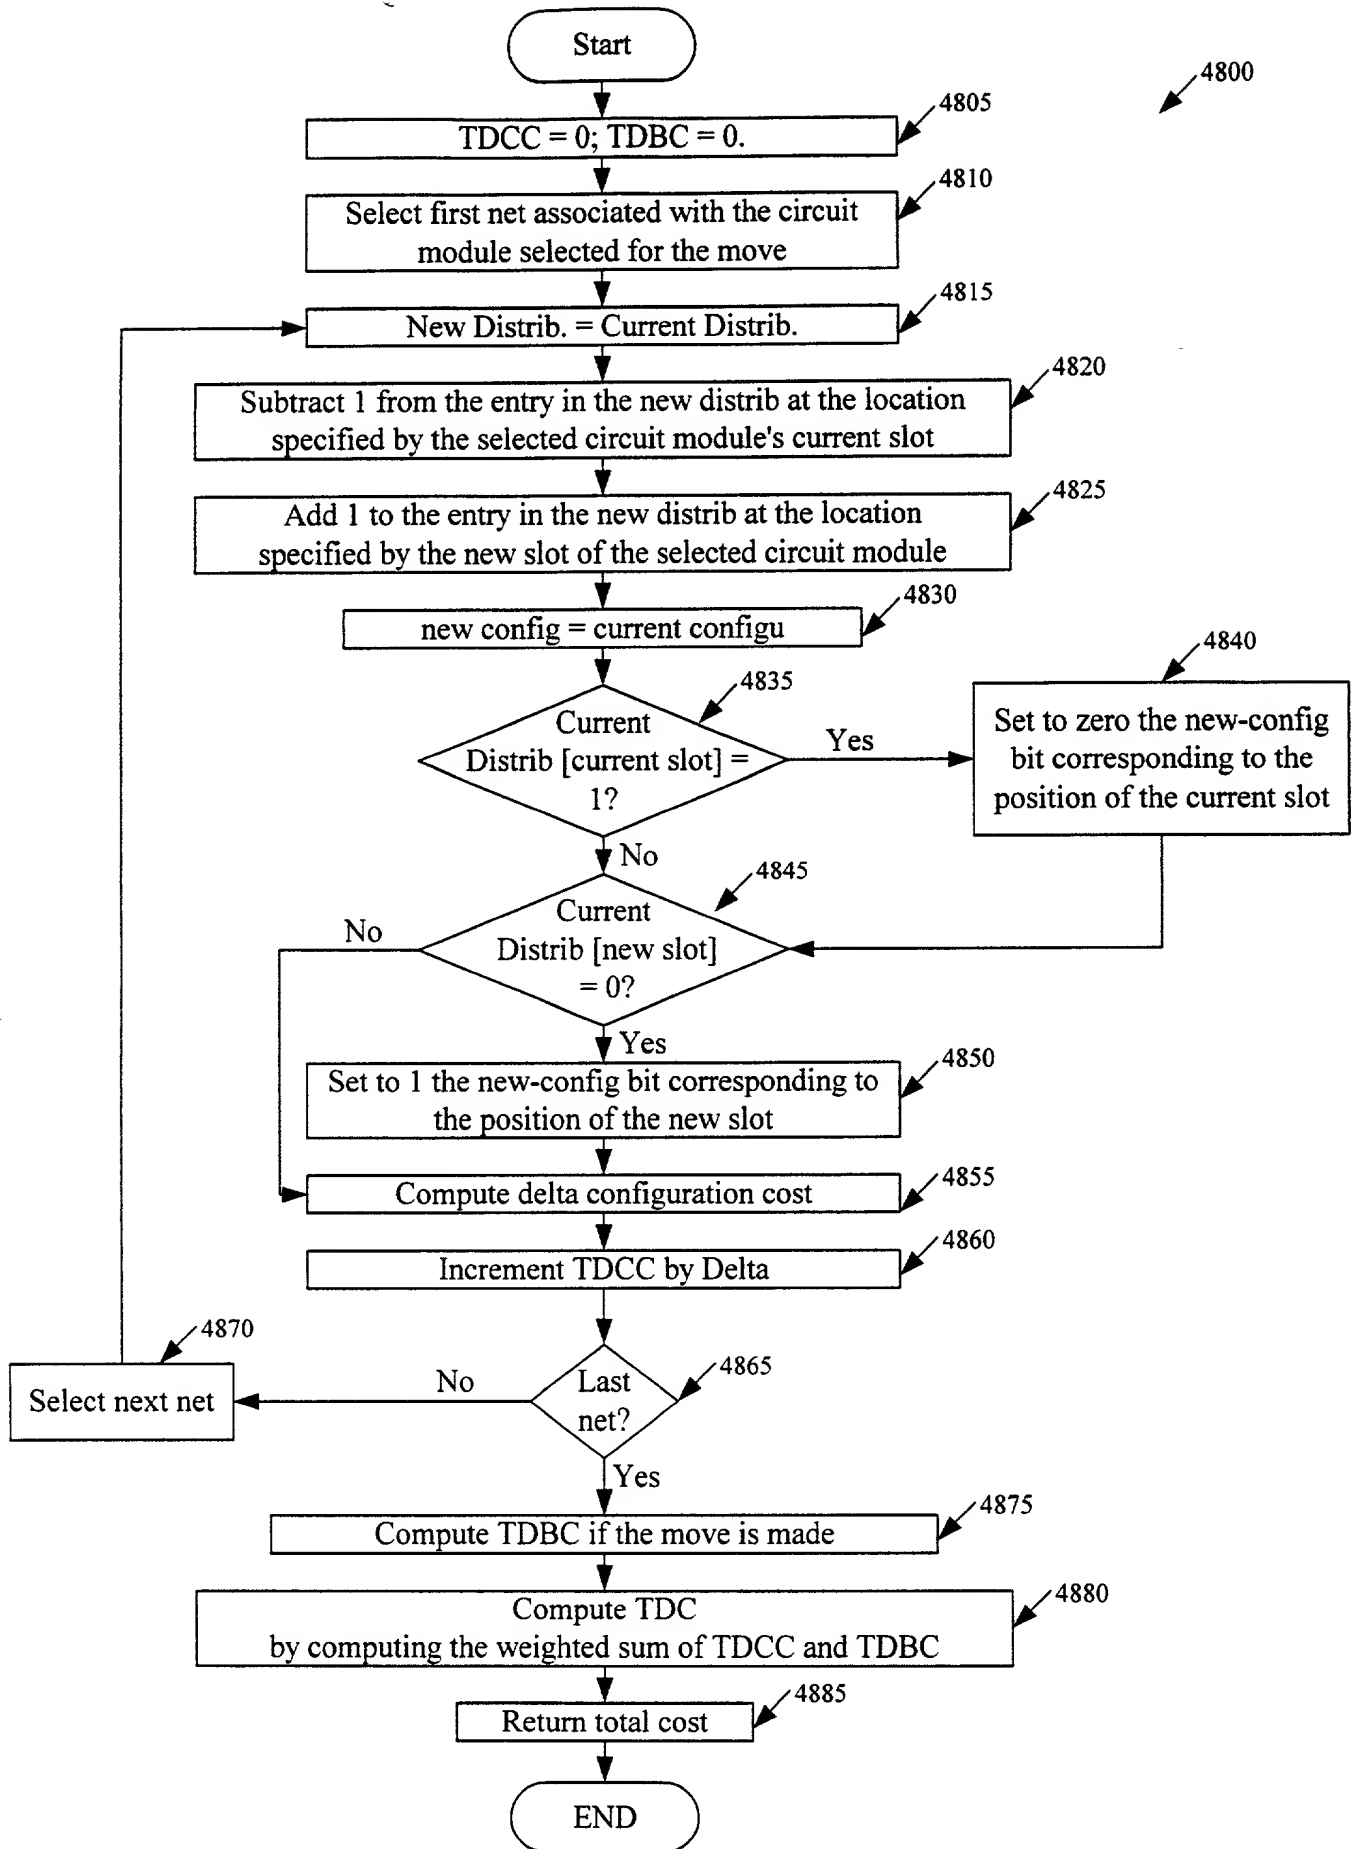 Start
4800
4805
TDCC = 0; TDBC = 0.
4810
Select first net associated with the circuit
module selected for the move
4815
New Distrib. = Current Distrib.
4820
Subtract 1 from the entry in the new distrib at the location
specified by the selected circuit module's current slot
4825
Add 1 to the entry in the new distrib at the location
specified by the new slot of the selected circuit module
4830
new config = current configu
4835
Current
Distrib [current slot] =
1?
Yes
4840
Set to zero the new-config
bit corresponding to the
position of the current slot
No
4845
Current
Distrib [new slot]
= 0?
No
Yes
4850
Set to 1 the new-config bit corresponding to
the position of the new slot
4855
Compute delta configuration cost
4860
Increment TDCC by Delta
4865
Last
net?
No
4870
Select next net
Yes
4875
Compute TDBC if the move is made
4880
Compute TDC
by computing the weighted sum of TDCC and TDBC
4885
Return total cost
END